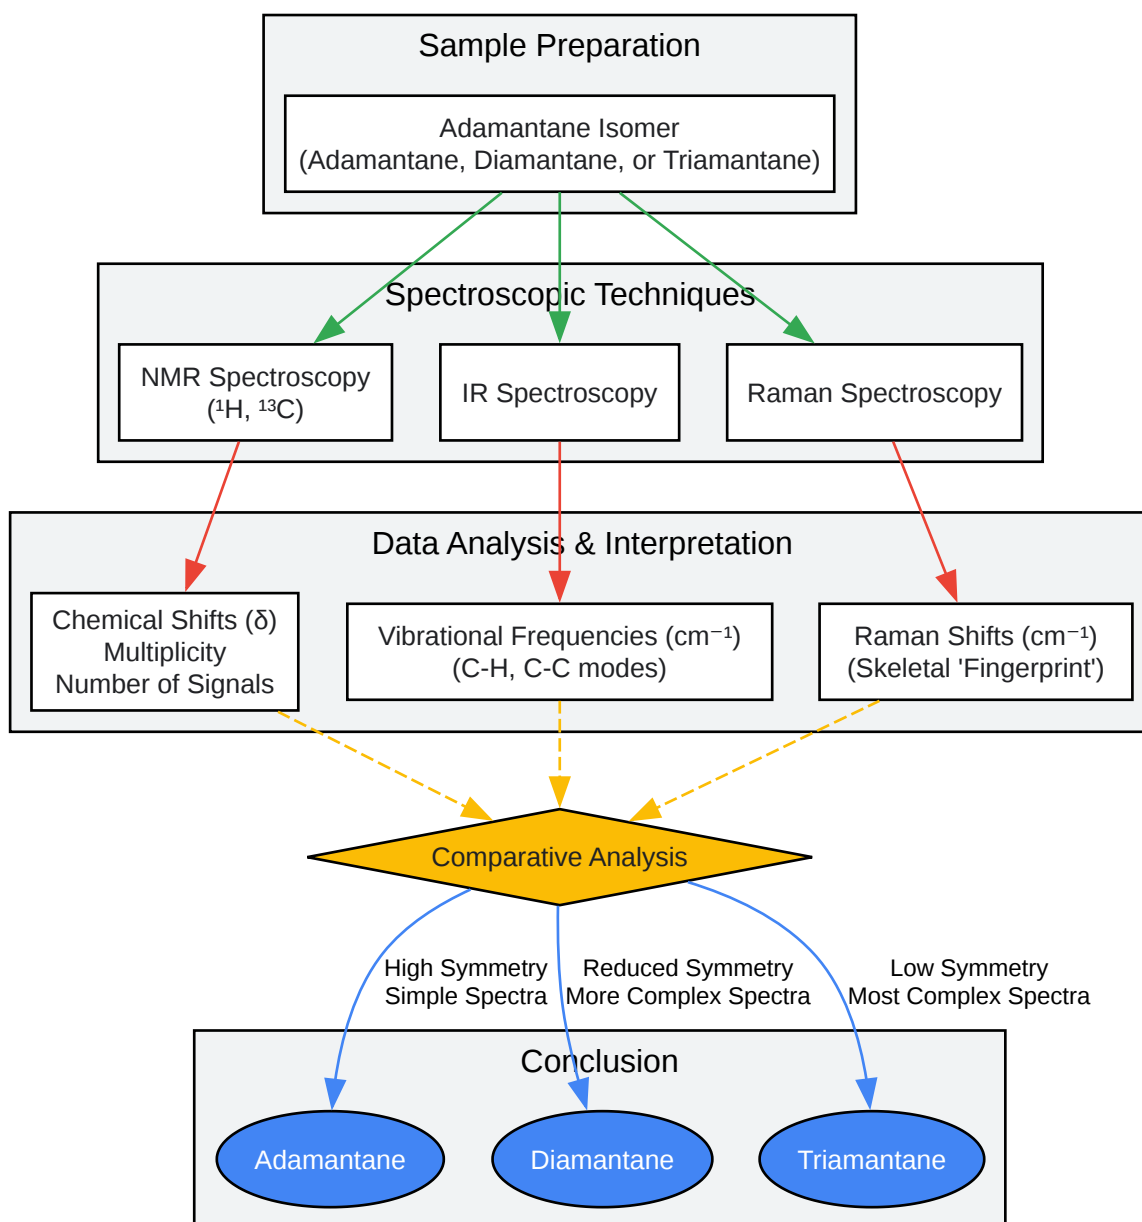 Sample Preparation
Adamantane Isomer
(Adamantane, Diamantane, or Triamantane)
Spectroscopic Techniques
NMR Spectroscopy
(¹H, ¹³C)
IR Spectroscopy
Raman Spectroscopy
Data Analysis & Interpretation
Chemical Shifts (δ)
Multiplicity
Number of Signals
Vibrational Frequencies (cm⁻¹)
(C-H, C-C modes)
Raman Shifts (cm⁻¹)
(Skeletal 'Fingerprint')
Comparative Analysis
High Symmetry
Simple Spectra
Reduced Symmetry
More Complex Spectra
Low Symmetry
Most Complex Spectra
Conclusion
Adamantane
Diamantane
Triamantane